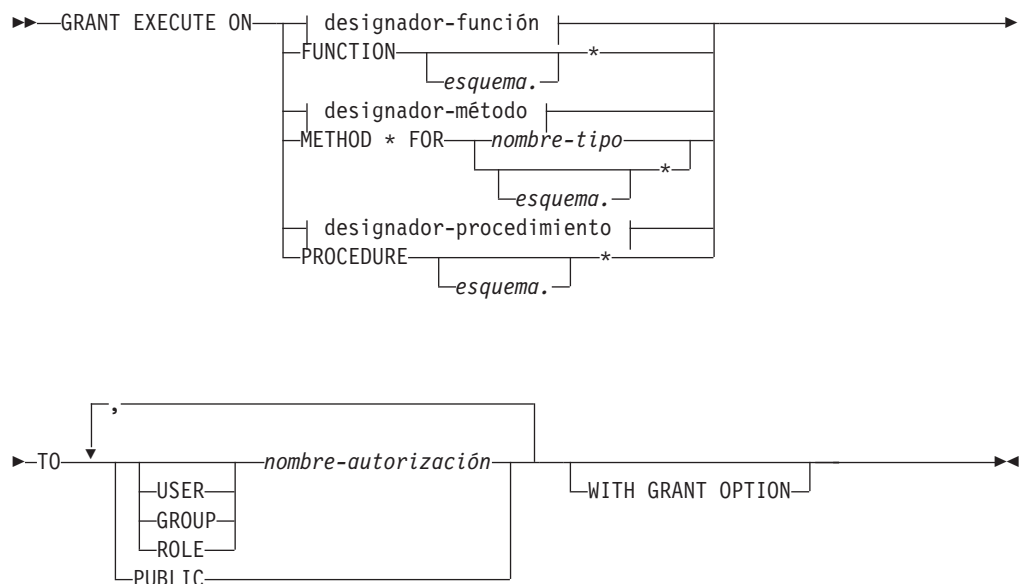 GRANT EXECUTE ON designador-función
FUNCTION *
esquema.
designador-método
METHOD * FOR nombre-tipo
*
esquema.
designador-procedimiento
PROCEDURE *
esquema.
,
TO nombre-autorización
USER WITH GRANT OPTION
GROUP
ROLE
PUBLIC